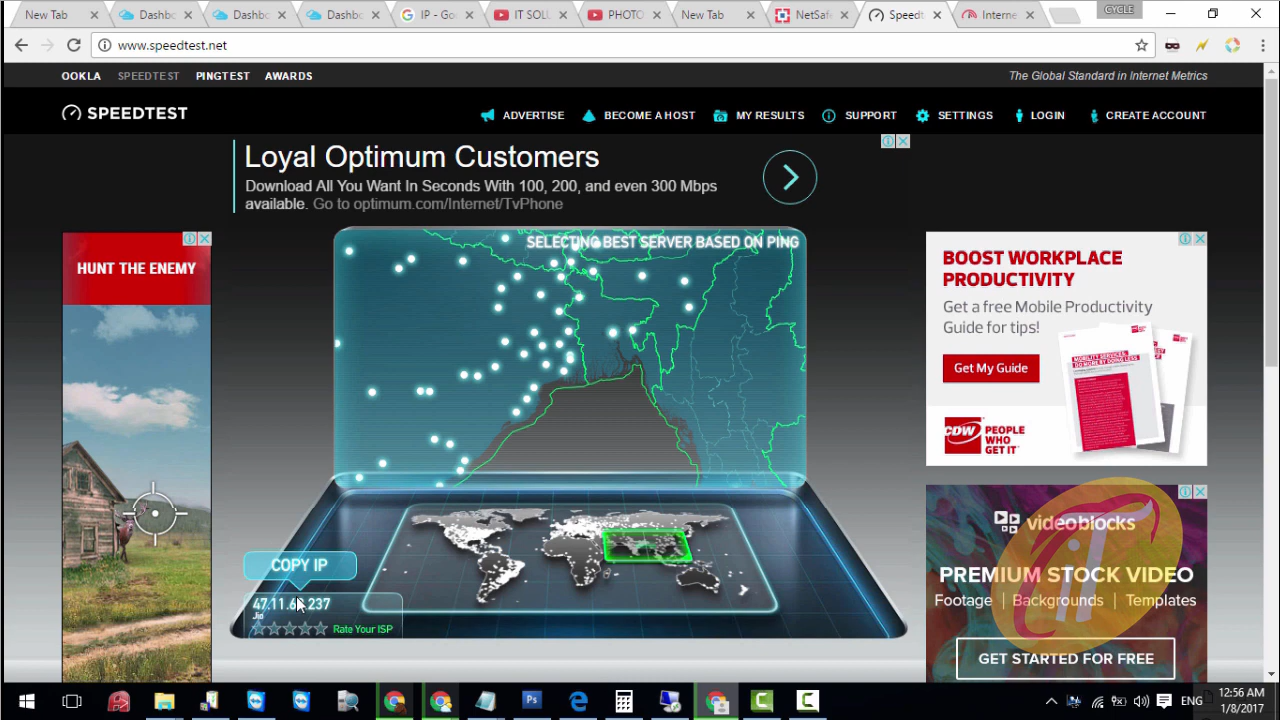 New Tab
Dashbo
Dashbo
Dashbo
IP - Go
IT SOLL
PHOTO
New Tab
NetSafe
Speedt
Interne
CYCLE
www.speedtest.net
OOKLA SPEEDTEST PINGTEST AWARDS
The Global Standard in Internet Metrics
SPEEDTEST
ADVERTISE BECOME A HOST MY RESULTS SUPPORT SETTINGS LOGIN CREATE ACCOUNT
Loyal Optimum Customers
Download All You Want In Seconds With 100, 200, and even 300 Mbps
available. Go to optimum.com/Internet/TvPhone
HUNT THE ENEMY
SELECTING BEST SERVER BASED ON PING
COPY IP
237
Jio
Rate Your ISP
BOOST WORKPLACE
PRODUCTIVITY
Get a free Mobile Productivity
Guide for tips!
Get My Guide
CDW
PEOPLE
WHO
GET IT
videoblocks
PREMIUM STOCK VIDEO
Footage | Backgrounds | Templates
GET STARTED FOR FREE
ENG
12:56 AM
1/8/2017